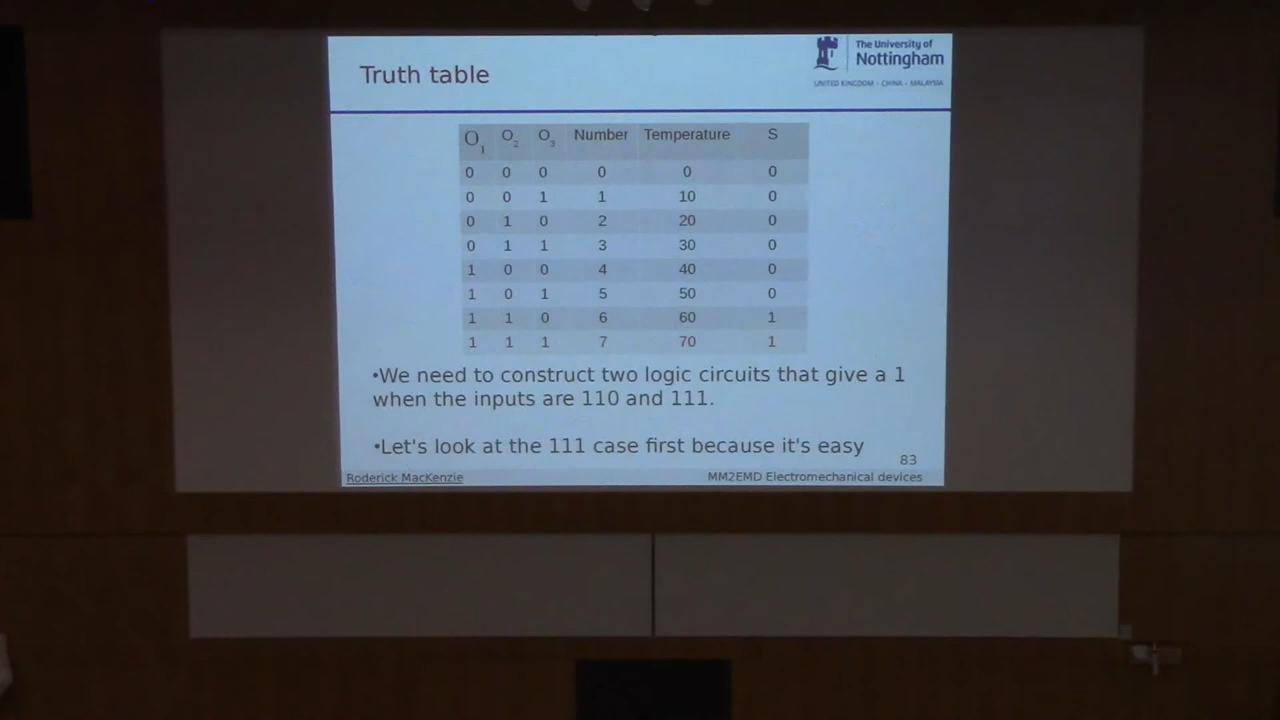 The University of
Nottingham
UNITED KINGDOM · CHINA · MALAYSIA
Truth table
O1 O2 O3 Number Temperature S
0 0 0 0 0 0
0 0 1 1 10 0
0 1 0 2 20 0
0 1 1 3 30 0
1 0 0 4 40 0
1 0 1 5 50 0
1 1 0 6 60 1
1 1 1 7 70 1
•We need to construct two logic circuits that give a 1
when the inputs are 110 and 111.
•Let's look at the 111 case first because it's easy
83
Roderick MacKenzie MM2EMD Electromechanical devices